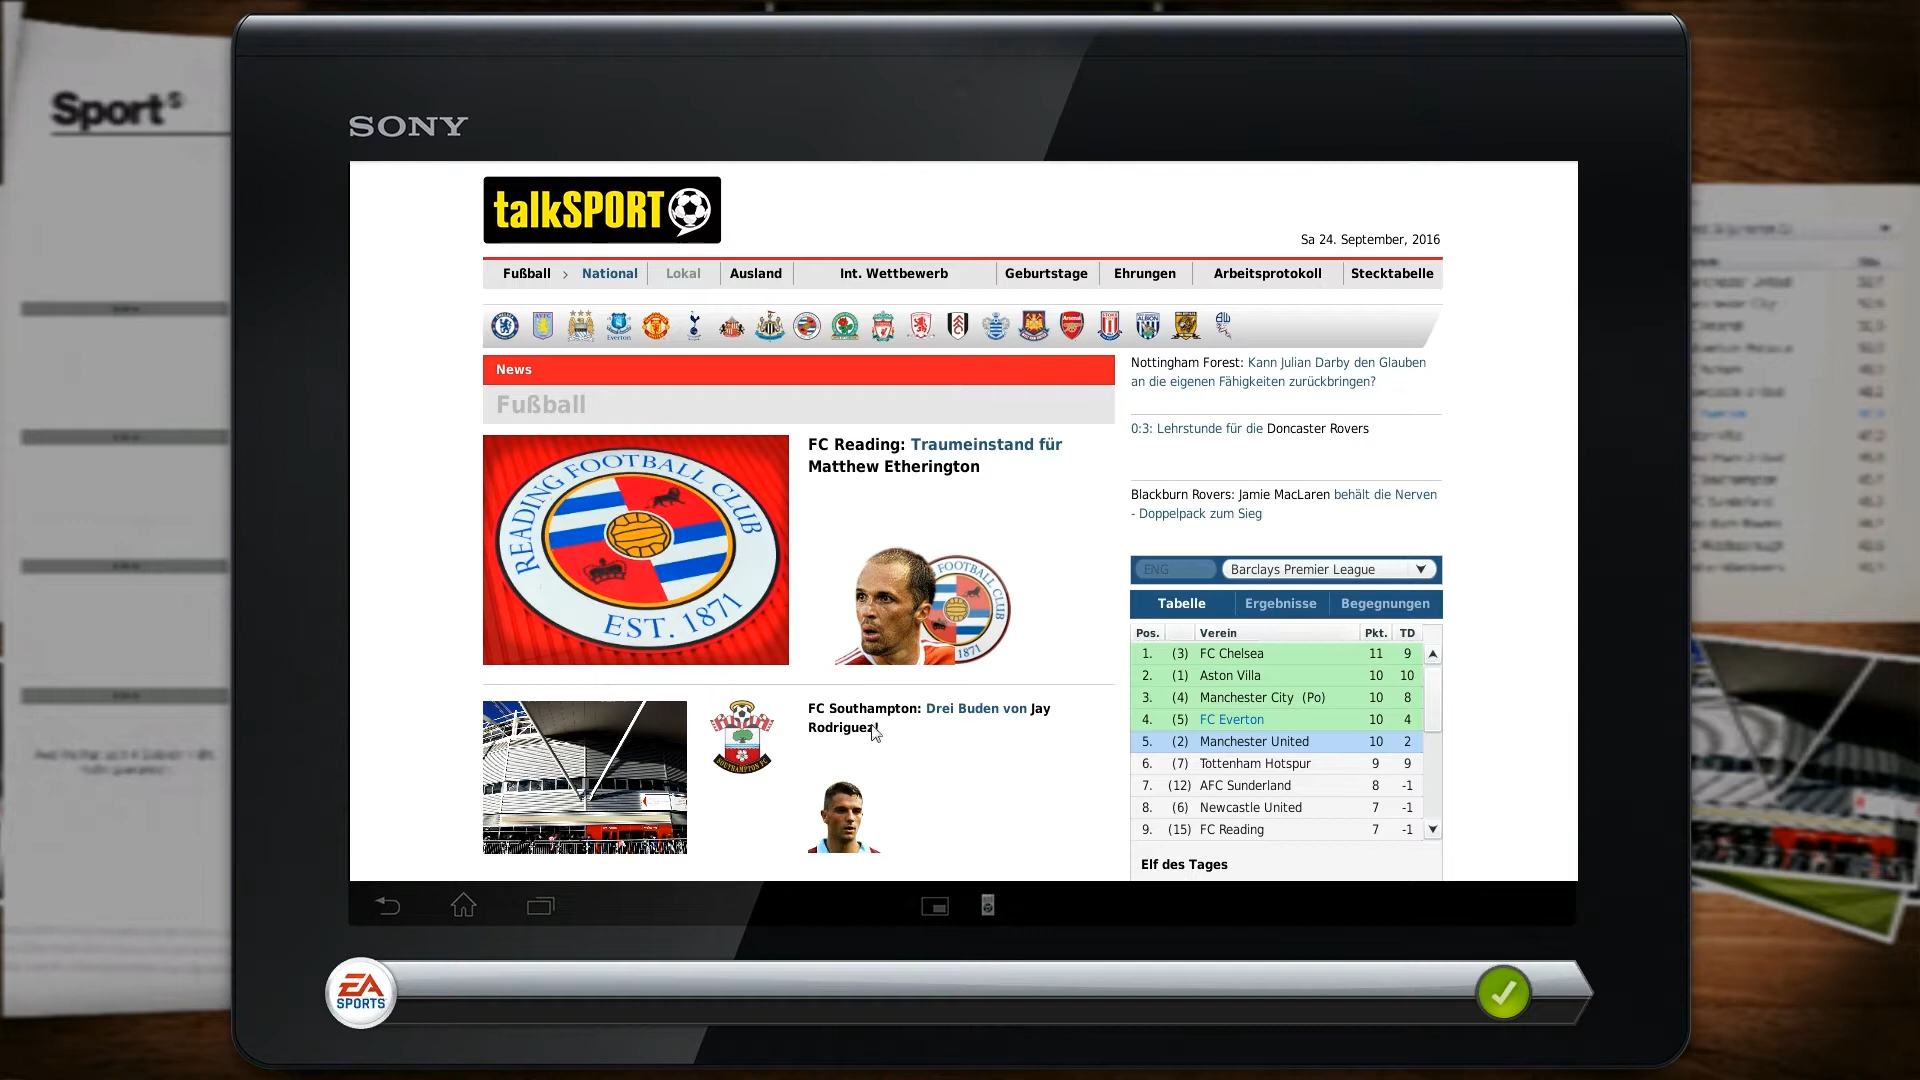 Sport
SONY
talkSPORT
Sa 24. September, 2016
Fußball > National Lokal Ausland Int. Wettbewerb Geburtstage Ehrungen Arbeitsprotokoll Stecktabelle
News
Fußball
READING FOOTBALL CLUB
EST. 1871
FC Reading: Traumeinstand für
Matthew Etherington
FOOTBALL CLUB
1871
FC Southampton: Drei Buden von Jay
Rodriguez!
SOUTHAMPTON FC
Nottingham Forest: Kann Julian Darby den Glauben
an die eigenen Fähigkeiten zurückbringen?
0:3: Lehrstunde für die Doncaster Rovers
Blackburn Rovers: Jamie MacLaren behält die Nerven
- Doppelpack zum Sieg
ENG Barclays Premier League
Tabelle Ergebnisse Begegnungen
Pos. Verein Pkt. TD
1. (3) FC Chelsea 11 9
2. (1) Aston Villa 10 10
3. (4) Manchester City (Po) 10 8
4. (5) FC Everton 10 4
5. (2) Manchester United 10 2
6. (7) Tottenham Hotspur 9 9
7. (12) AFC Sunderland 8 -1
8. (6) Newcastle United 7 -1
9. (15) FC Reading 7 -1
Elf des Tages
EA
SPORTS